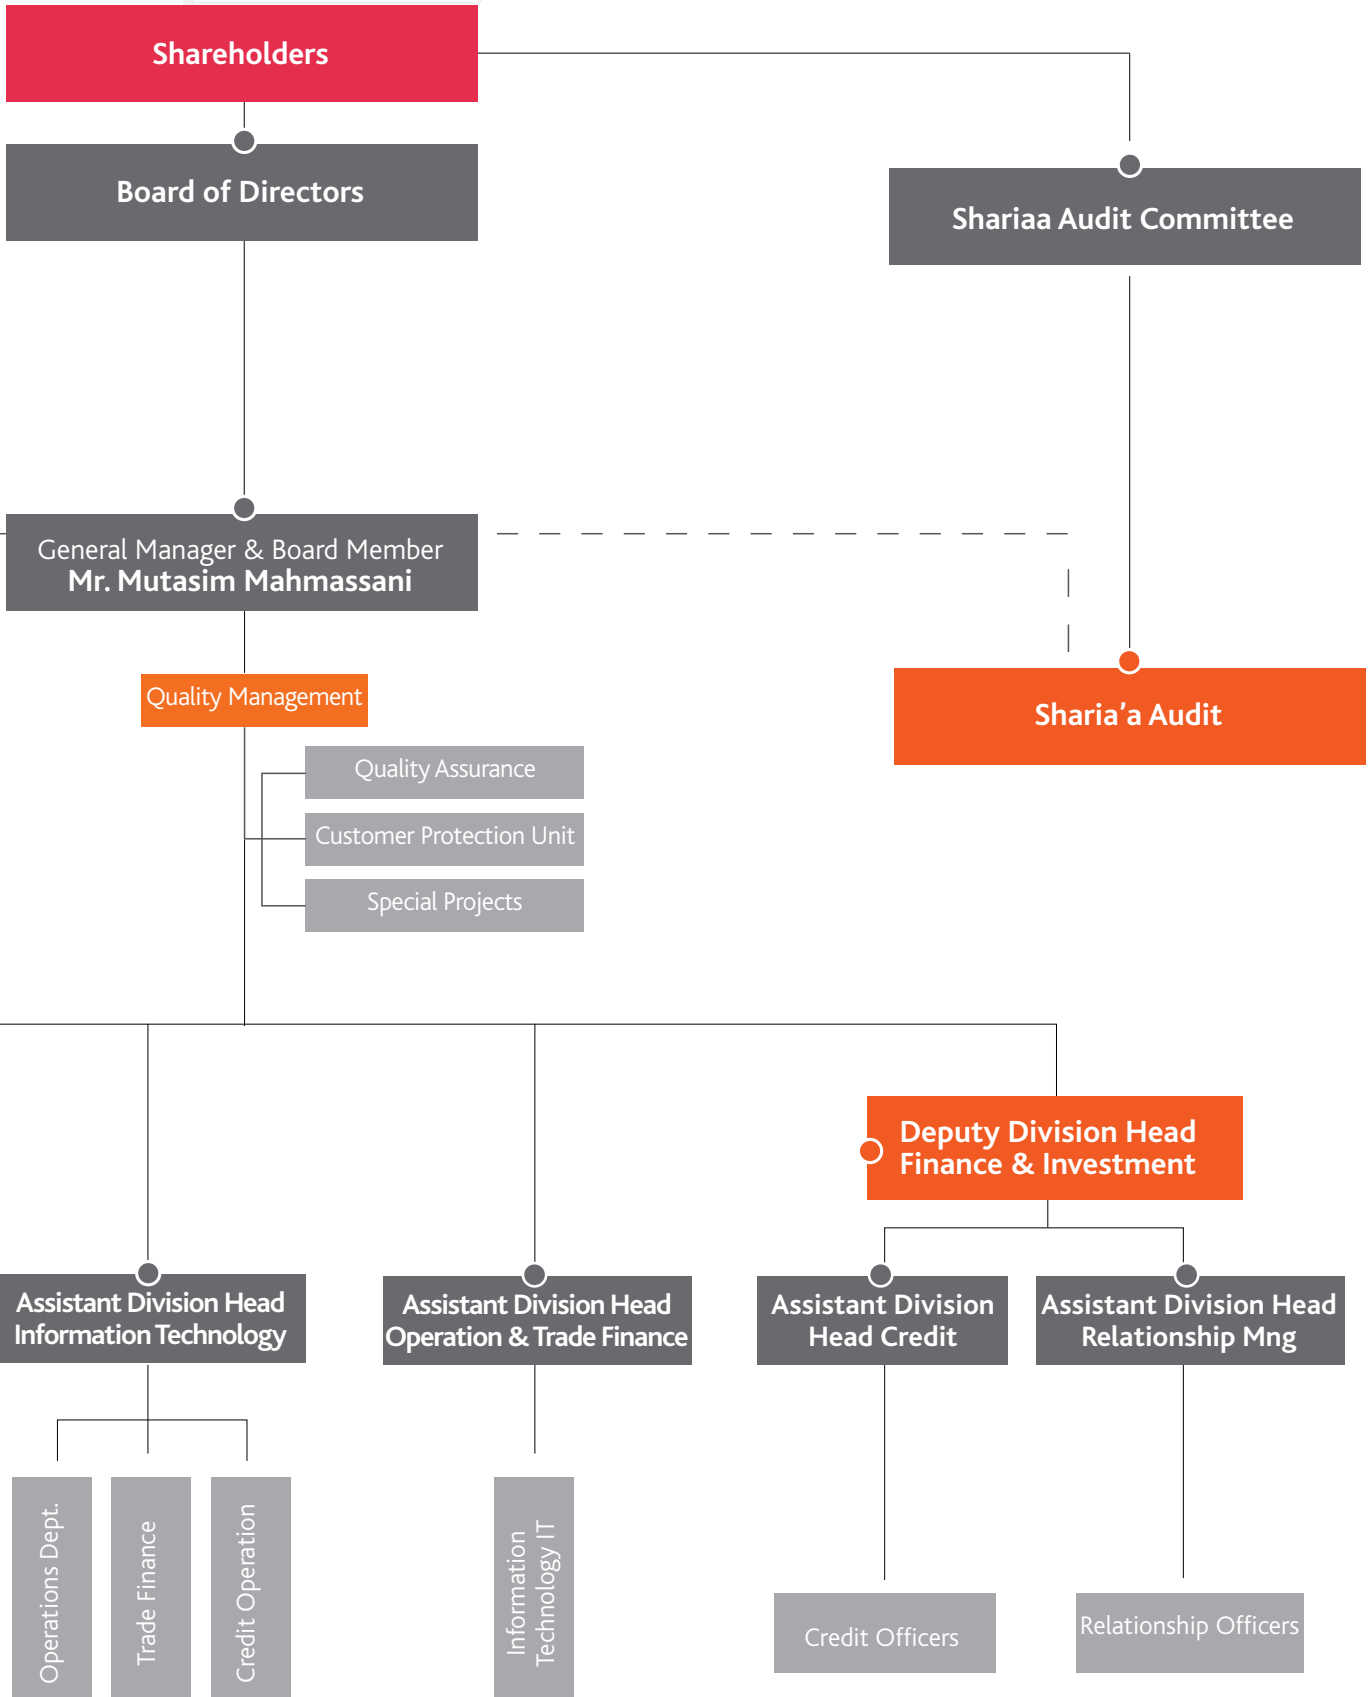 Shareholders
Board of Directors
Shariaa Audit Committee
General Manager & Board Member
Mr. Mutasim Mahmassani
Quality Management
Sharia'a Audit
Quality Assurance
Customer Protection Unit
Special Projects
Deputy Division Head
Finance & Investment
Assistant Division Head
Information Technology
Assistant Division Head
Operation & Trade Finance
Assistant Division
Head Credit
Assistant Division Head
Relationship Mng
Operations Dept.
Trade Finance
Credit Operation
Information
Technology IT
Credit Officers
Relationship Officers